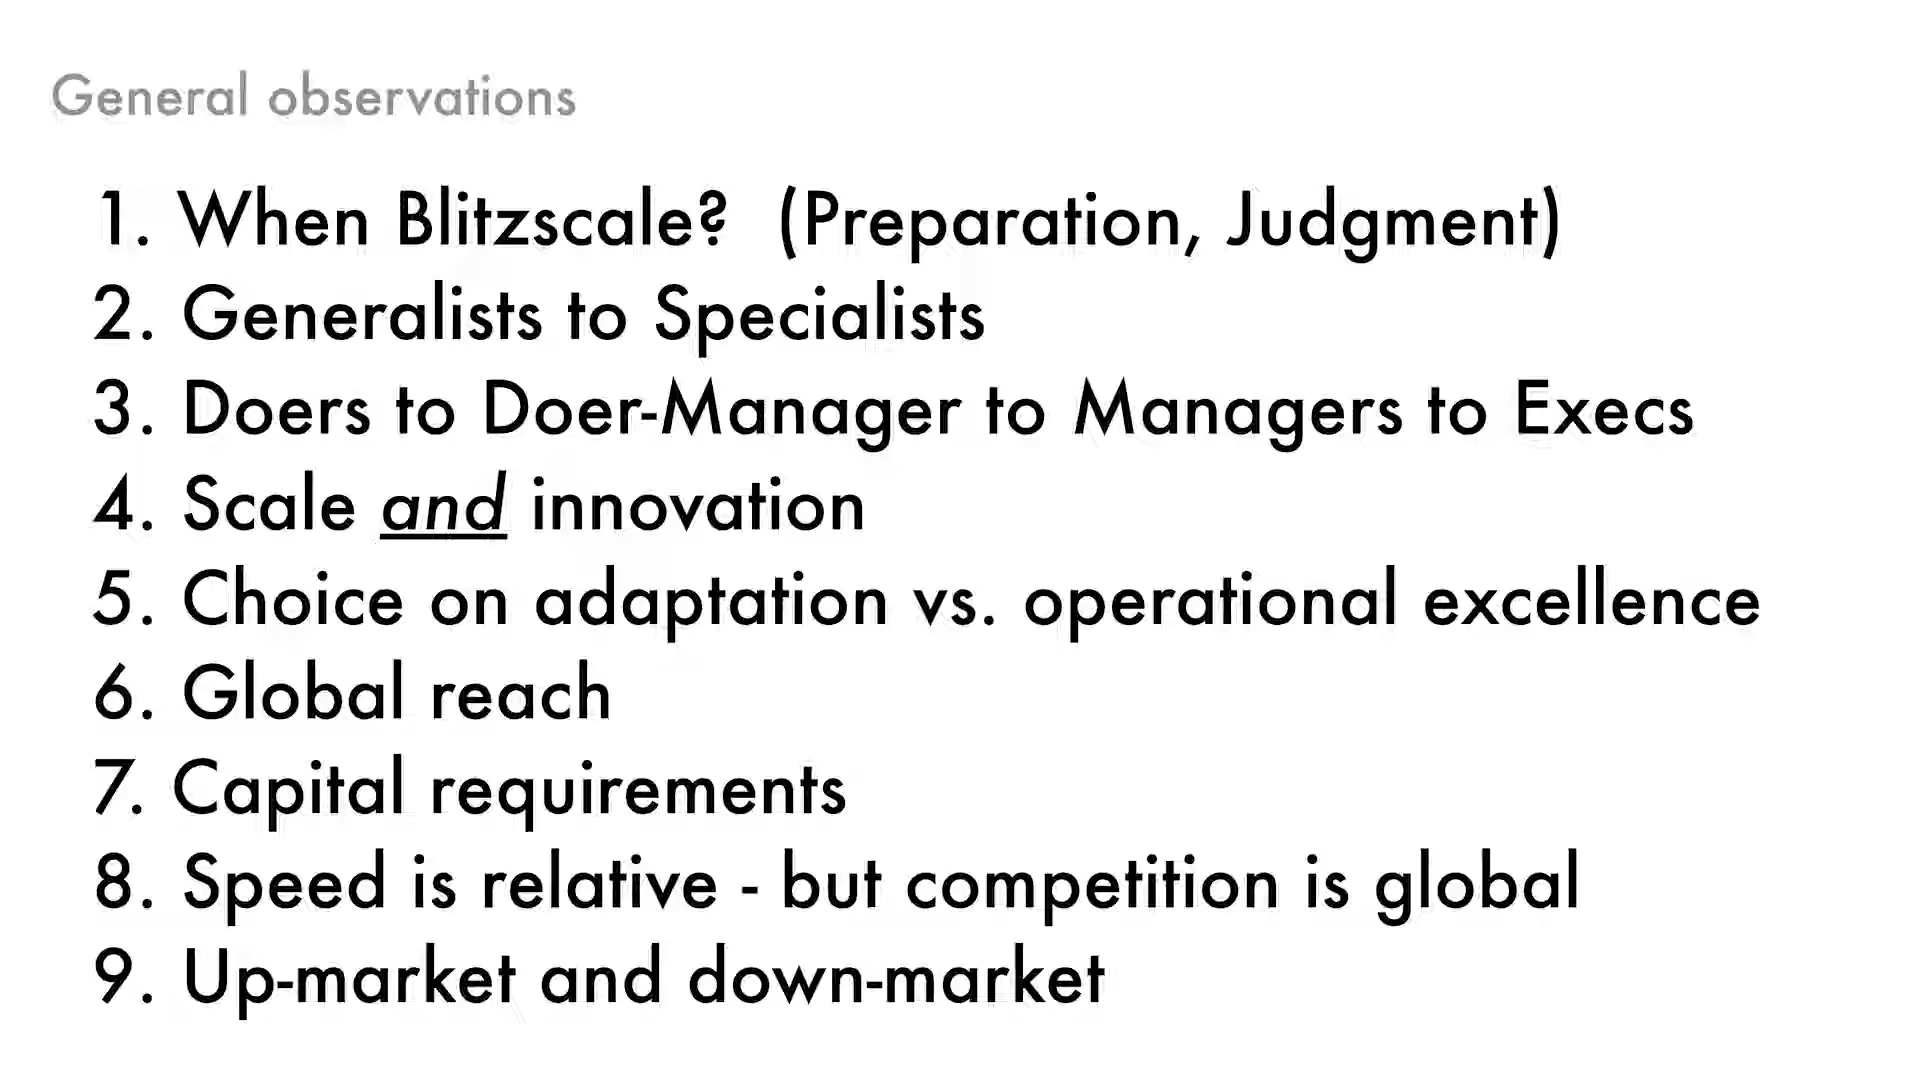 General observations
1. When Blitzscale?  (Preparation, Judgment)
2. Generalists to Specialists
3. Doers to Doer-Manager to Managers to Execs
4. Scale and innovation
5. Choice on adaptation vs. operational excellence
6. Global reach
7. Capital requirements
8. Speed is relative - but competition is global
9. Up-market and down-market